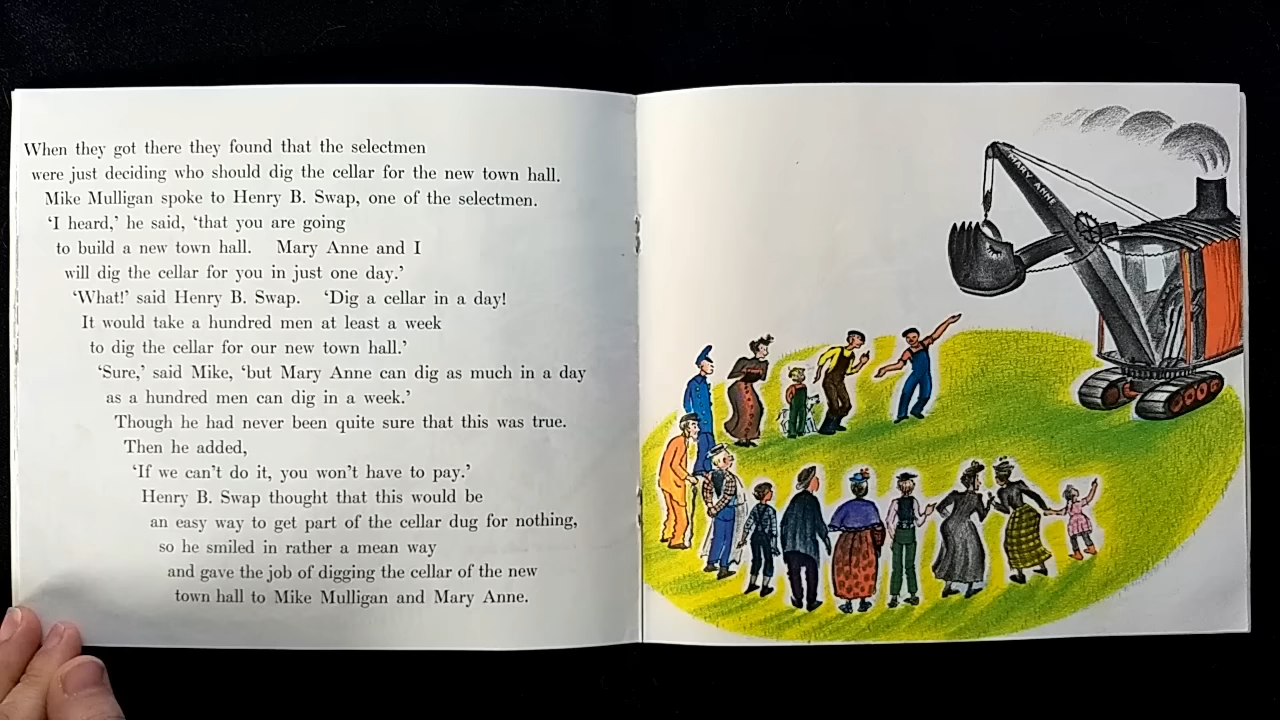 When they got there they found that the selectmen
were just deciding who should dig the cellar for the new town hall.
Mike Mulligan spoke to Henry B. Swap, one of the selectmen.
‘I heard,’ he said, ‘that you are going
to build a new town hall. Mary Anne and I
will dig the cellar for you in just one day.’
‘What!’ said Henry B. Swap. ‘Dig a cellar in a day!
It would take a hundred men at least a week
to dig the cellar for our new town hall.’
‘Sure,’ said Mike, ‘but Mary Anne can dig as much in a day
as a hundred men can dig in a week.’
Though he had never been quite sure that this was true.
Then he added,
‘If we can’t do it, you won’t have to pay.’
Henry B. Swap thought that this would be
an easy way to get part of the cellar dug for nothing,
so he smiled in rather a mean way
and gave the job of digging the cellar of the new
town hall to Mike Mulligan and Mary Anne.
MARY ANNE